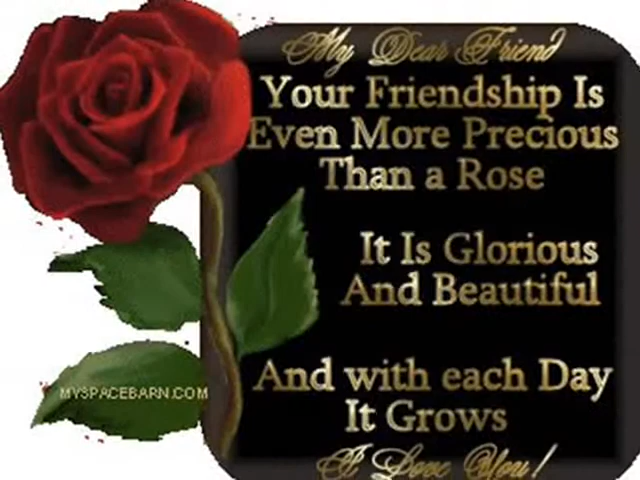 My Dear Friend
Your Friendship Is
Even More Precious
Than a Rose
It Is Glorious
And Beautiful
And with each Day
It Grows
I Love You!
MYSPACEBARN.COM